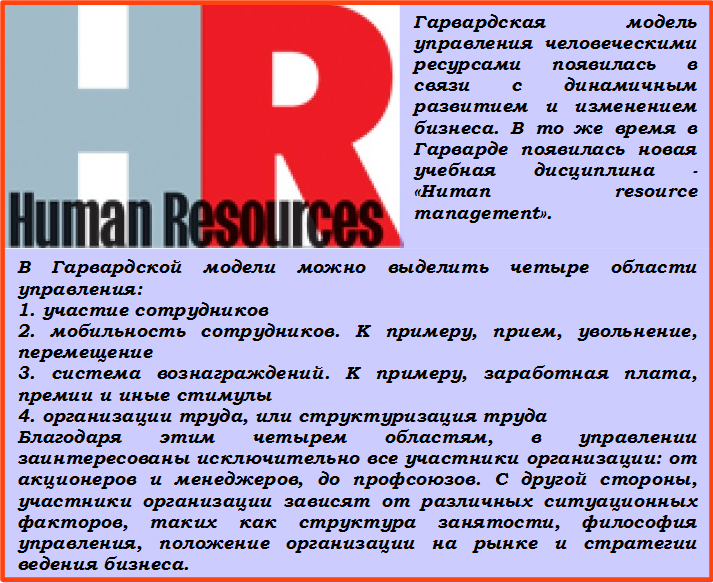 HR
Human Resources
Гарвардская модель
управления человеческими
ресурсами появилась в
связи с динамичным
развитием и изменением
бизнеса. В то же время в
Гарварде появилась новая
учебная дисциплина -
«Human resource
management».
В Гарвардской модели можно выделить четыре области
управления:
1. участие сотрудников
2. мобильность сотрудников. К примеру, прием, увольнение,
перемещение
3. система вознаграждений. К примеру, заработная плата,
премии и иные стимулы
4. организации труда, или структуризация труда
Благодаря этим четырем областям, в управлении
заинтересованы исключительно все участники организации: от
акционеров и менеджеров, до профсоюзов. С другой стороны,
участники организации зависят от различных ситуационных
факторов, таких как структура занятости, философия
управления, положение организации на рынке и стратегии
ведения бизнеса.